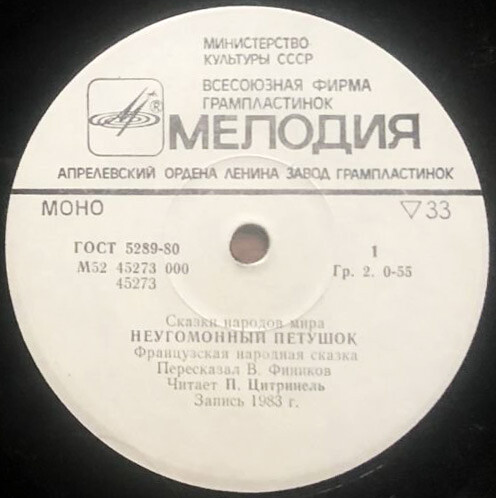 МИНИСТЕРСТВО
КУЛЬТУРЫ СССР
ВСЕСОЮЗНАЯ ФИРМА
ГРАМПЛАСТИНОК
®
МЕЛОДИЯ
АПРЕЛЕВСКИЙ ОРДЕНА ЛЕНИНА ЗАВОД ГРАМПЛАСТИНОК
МОНО ▽33
ГОСТ 5289-80 1
М52 45273 000 Гр. 2. 0-55
45273
Сказки народов мира
НЕУГОМОННЫЙ ПЕТУШОК
Французская народная сказка
Пересказал В. Фиников
Читает П. Цитринель
Запись 1983 г.